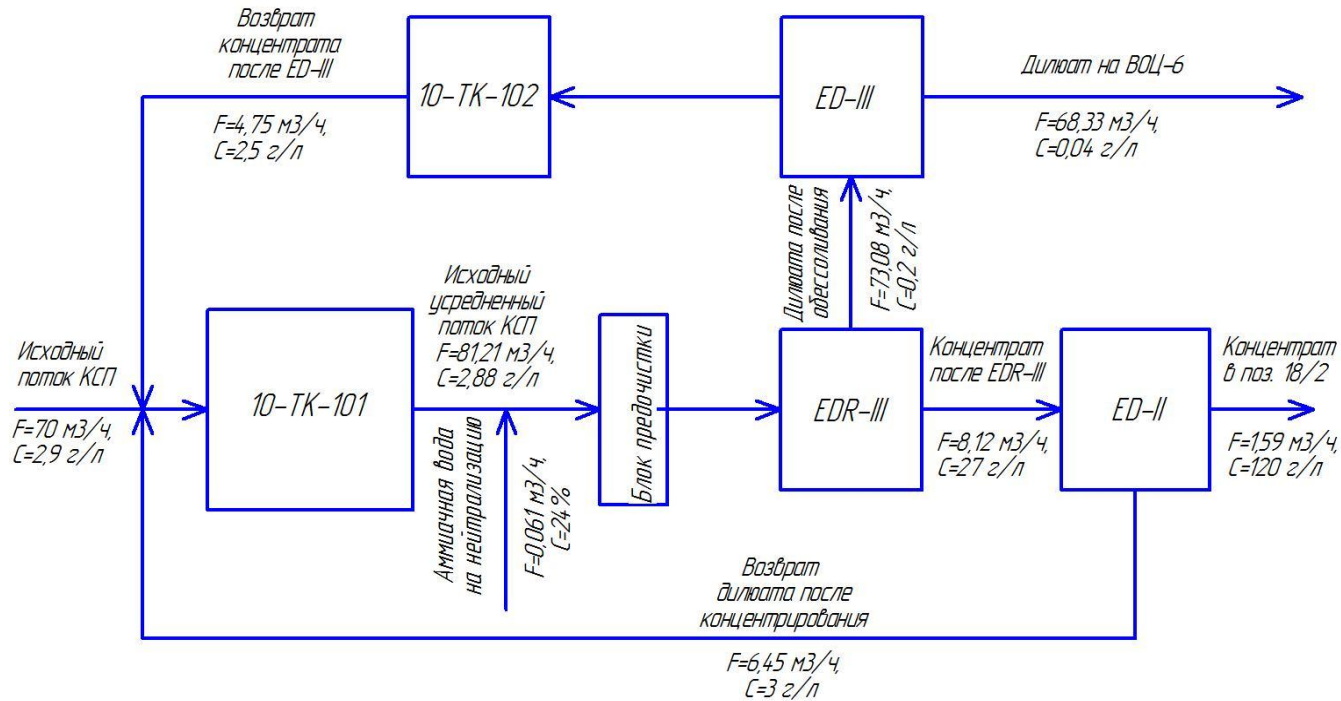 Возврат
концентрата
после ED-III
F=4,75 м3/ч,
C=2,5 г/л
10-ТК-102
ED-III
Дилюат на ВОЦ-6
F=68,33 м3/ч,
C=0,04 г/л
Дилюата после
обессоливания
F=73,08 м3/ч,
C=0,2 г/л
Исходный
поток КСП
F=70 м3/ч,
C=2,9 г/л
10-ТК-101
Исходный
усредненный
поток КСП
F=81,21 м3/ч,
C=2,88 г/л
Аммиачная вода
на нейтрализацию
F=0,061 м3/ч,
C=24%
Блок предочистки
EDR-III
Концентрат
после EDR-III
F=8,12 м3/ч,
C=27 г/л
ED-II
Концентрат
в поз. 18/2
F=1,59 м3/ч,
C=120 г/л
Возврат
дилюата после
концентрирования
F=6,45 м3/ч,
C=3 г/л